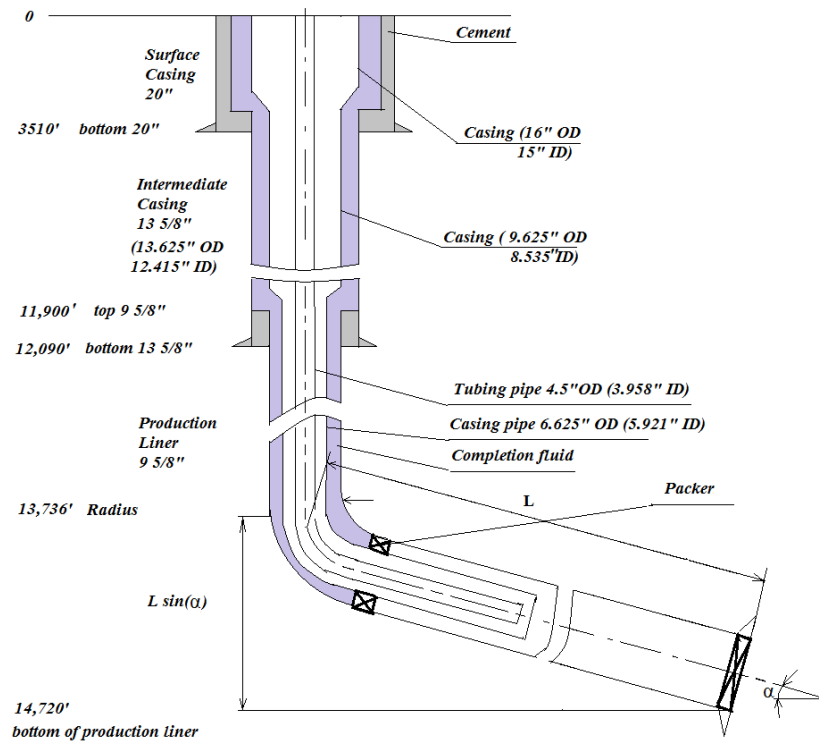 0
Cement
Surface
Casing
20"
3510' bottom 20"
Casing (16" OD
15" ID)
Intermediate
Casing
13 5/8"
(13.625" OD
12.415" ID)
Casing ( 9.625" OD
8.535"ID)
11,900' top 9 5/8"
12,090' bottom 13 5/8"
Tubing pipe 4.5"OD (3.958" ID)
Production
Liner
9 5/8"
Casing pipe 6.625" OD (5.921" ID)
Completion fluid
L
Packer
13,736' Radius
L sin(α)
α
14,720'
bottom of production liner